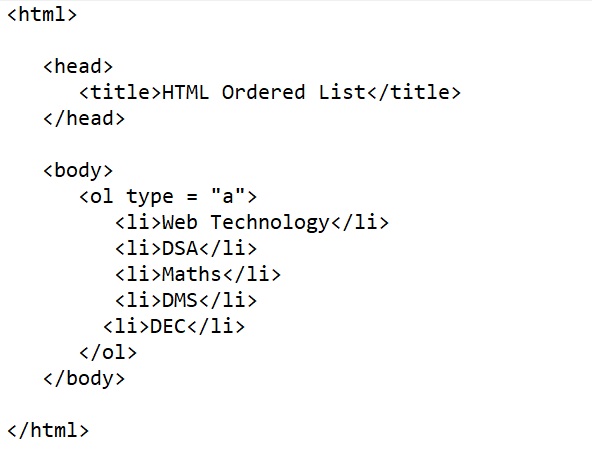 <html>
<head>
<title>HTML Ordered List</title>
</head>
<body>
<ol type = "a">
<li>Web Technology</li>
<li>DSA</li>
<li>Maths</li>
<li>DMS</li>
<li>DEC</li>
</ol>
</body>
</html>